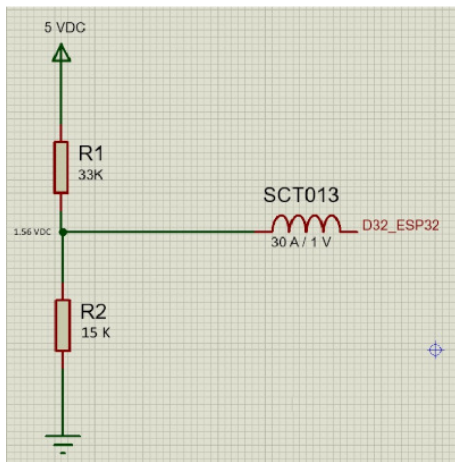 5 VDC
R1
33K
SCT013
1.56 VDC
D32_ESP32
30 A / 1 V
R2
15 K